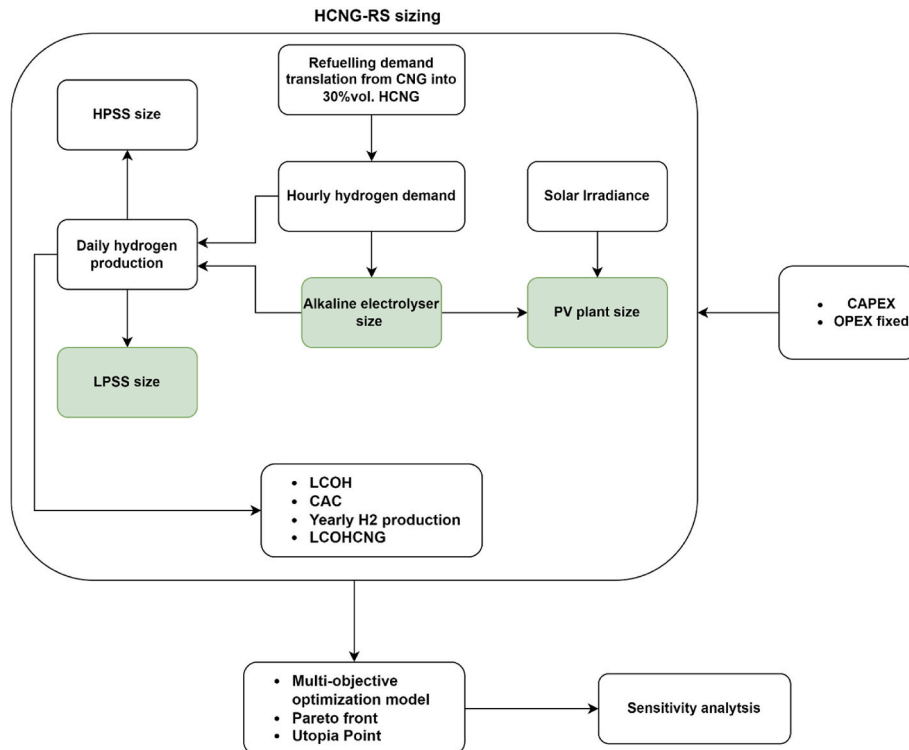 HCNG-RS sizing
Refuelling demand
translation from CNG into
30%vol. HCNG
HPSS size
Hourly hydrogen demand
Solar Irradiance
Daily hydrogen
production
Alkaline electrolyser
size
PV plant size
• CAPEX
• OPEX fixed
LPSS size
• LCOH
• CAC
• Yearly H2 production
• LCOHCNG
• Multi-objective
optimization model
• Pareto front
• Utopia Point
Sensitivity analytsis